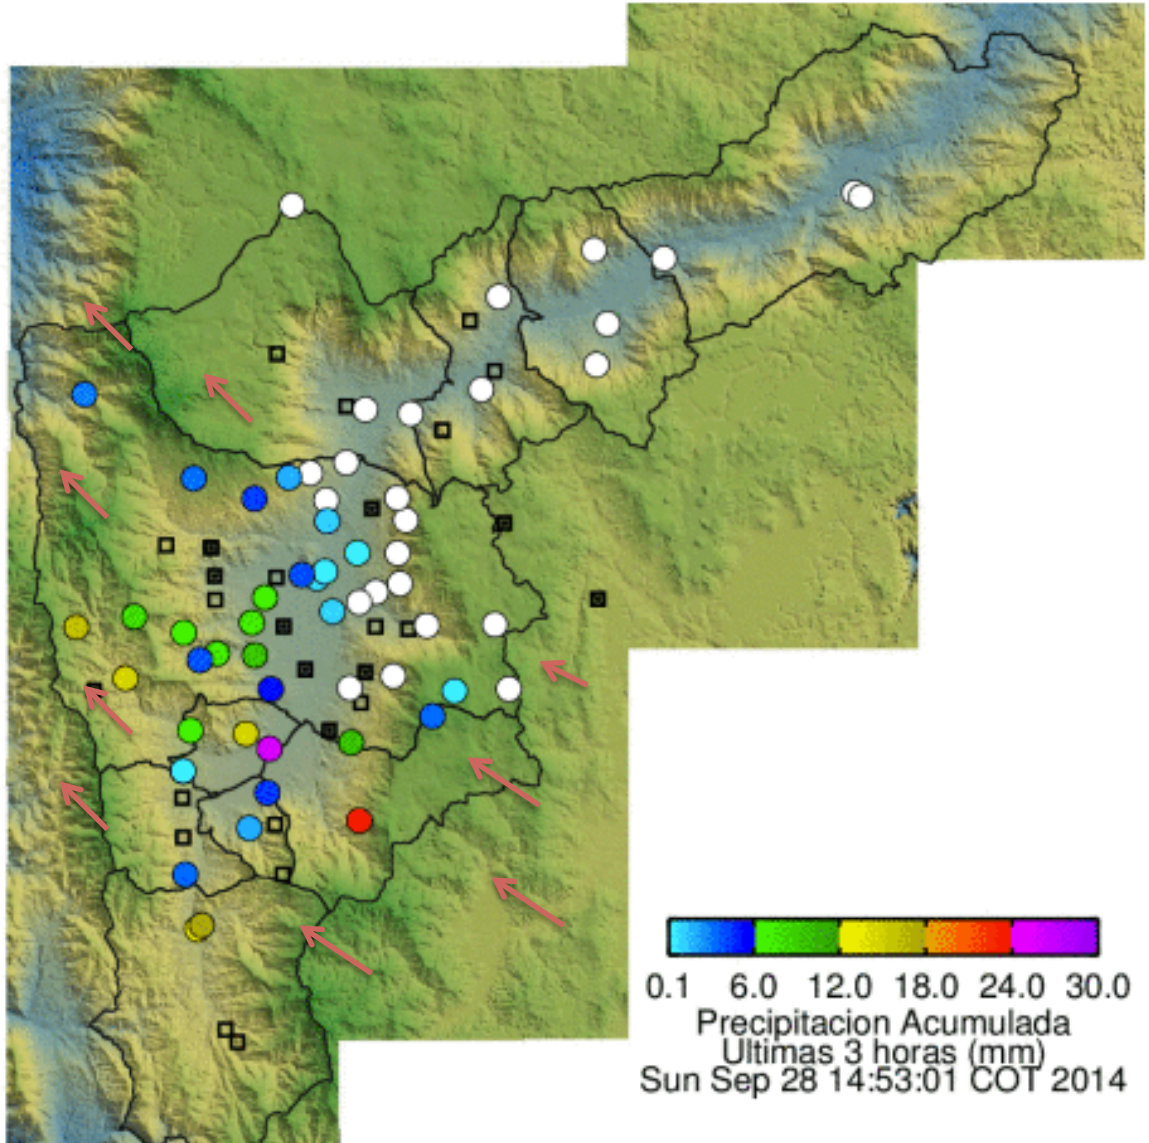 0.1 6.0 12.0 18.0 24.0 30.0
Precipitacion Acumulada
Ultimas 3 horas (mm)
Sun Sep 28 14:53:01 COT 2014